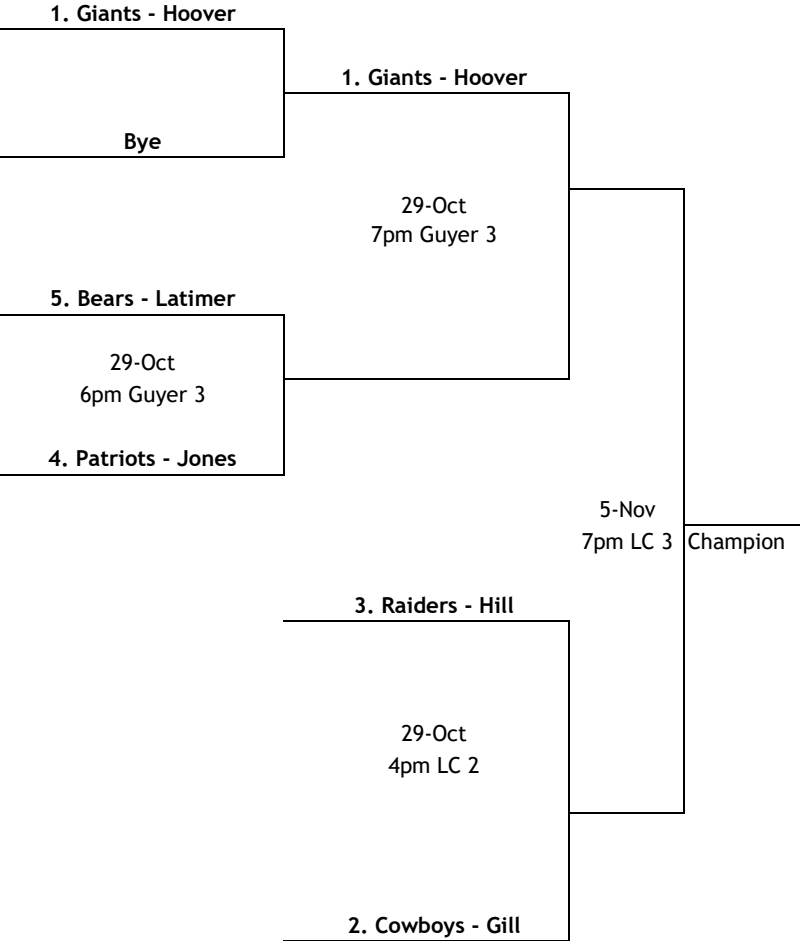 1. Giants - Hoover
1. Giants - Hoover
Bye
29-Oct
7pm Guyer 3
5. Bears - Latimer
29-Oct
6pm Guyer 3
4. Patriots - Jones
5-Nov
7pm LC 3
Champion
3. Raiders - Hill
29-Oct
4pm LC 2
2. Cowboys - Gill